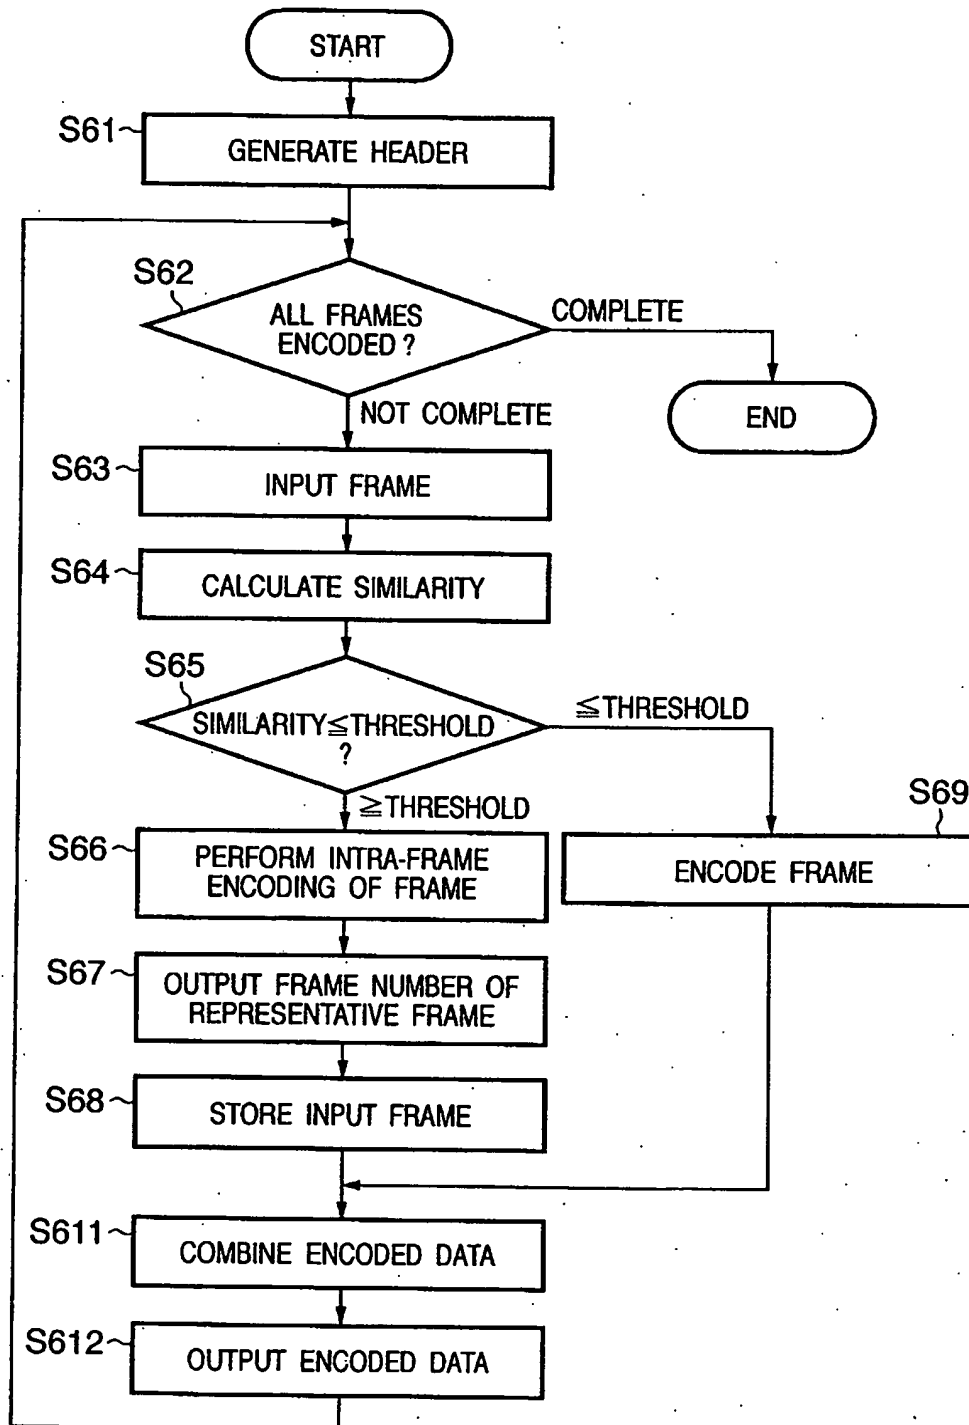 START
S61
GENERATE HEADER
S62
ALL FRAMES
ENCODED ?
COMPLETE
END
NOT COMPLETE
S63
INPUT FRAME
S64
CALCULATE SIMILARITY
S65
SIMILARITY≦THRESHOLD
?
≦THRESHOLD
≧THRESHOLD
S66
PERFORM INTRA-FRAME
ENCODING OF FRAME
S69
ENCODE FRAME
S67
OUTPUT FRAME NUMBER OF
REPRESENTATIVE FRAME
S68
STORE INPUT FRAME
S611
COMBINE ENCODED DATA
S612
OUTPUT ENCODED DATA